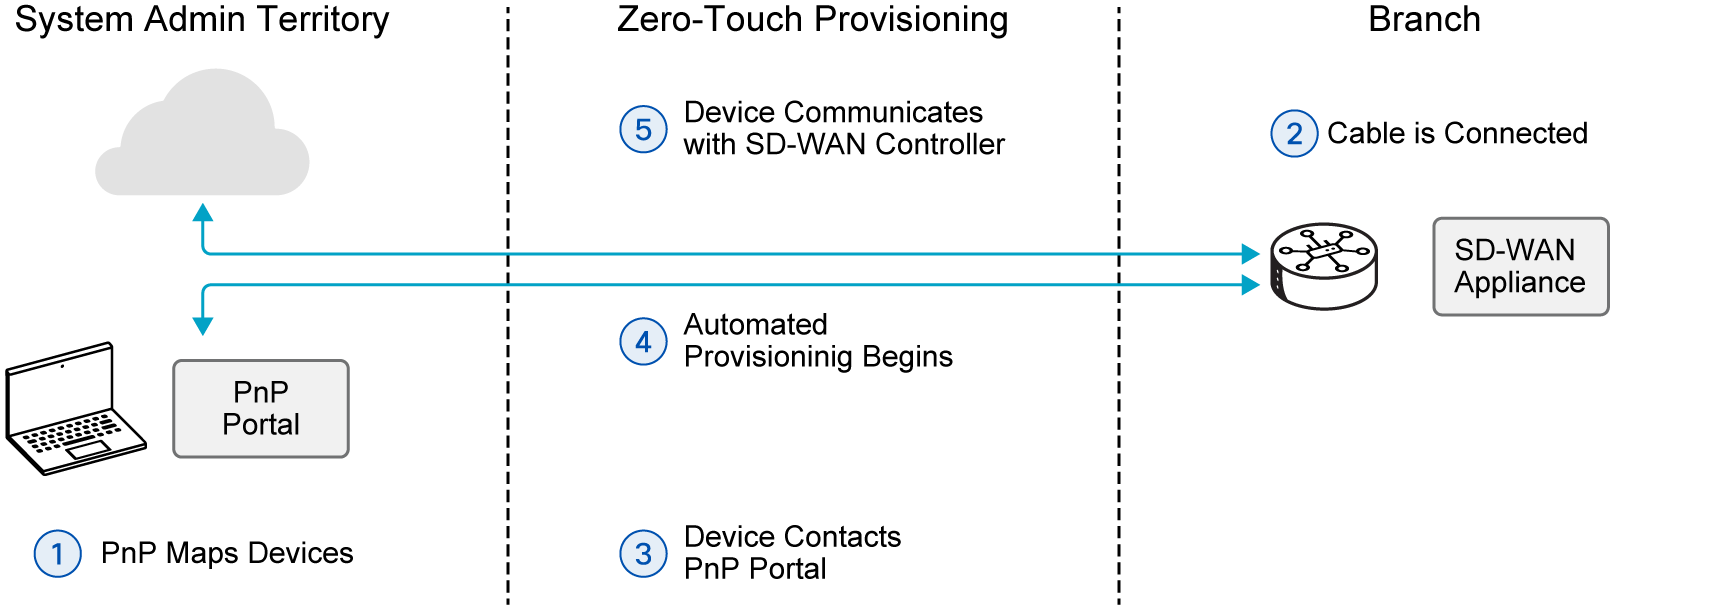 System Admin Territory
Zero-Touch Provisioning
Branch
5
Device Communicates
with SD-WAN Controller
2
Cable is Connected
SD-WAN
Appliance
4
Automated
Provisioninig Begins
PnP
Portal
1
PnP Maps Devices
3
Device Contacts
PnP Portal